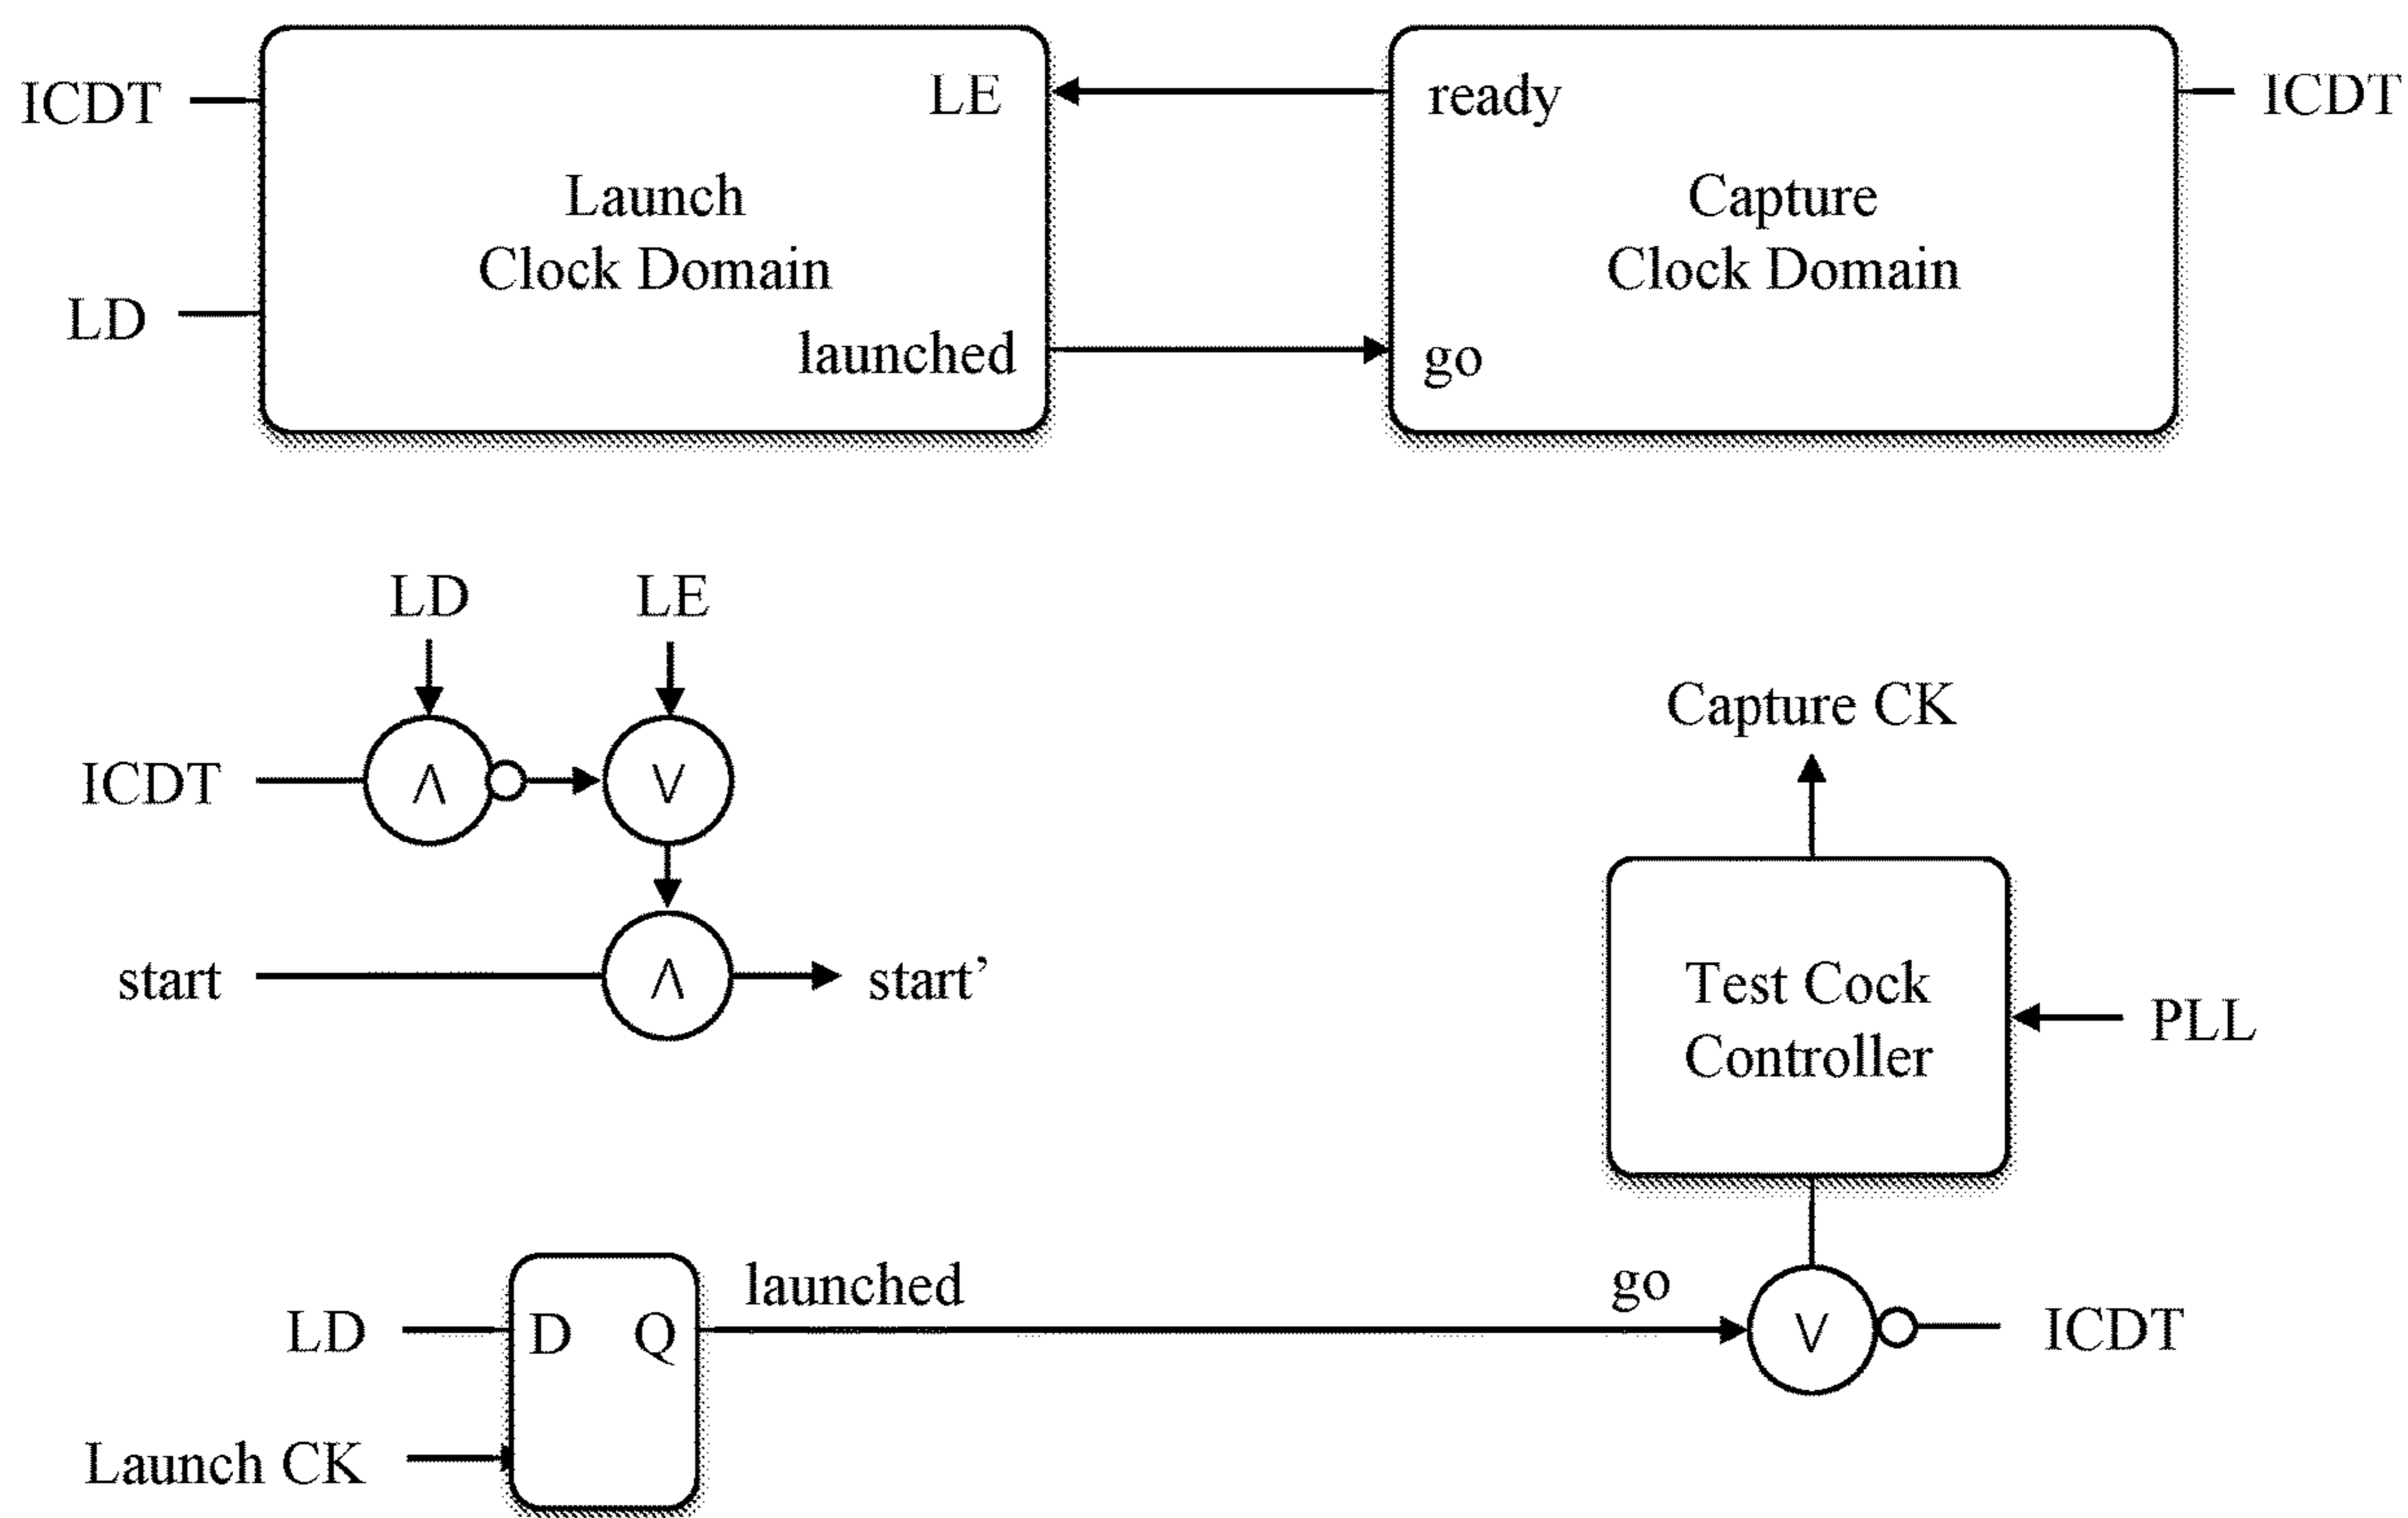 ICDT
LE
ready
ICDT
Launch
Clock Domain
Capture
Clock Domain
LD
launched
go
LD
LE
ICDT
V
V
Capture CK
start
Λ
start’
Test Cock
Controller
PLL
LD
D
Q
launched
go
V
ICDT
Launch CK